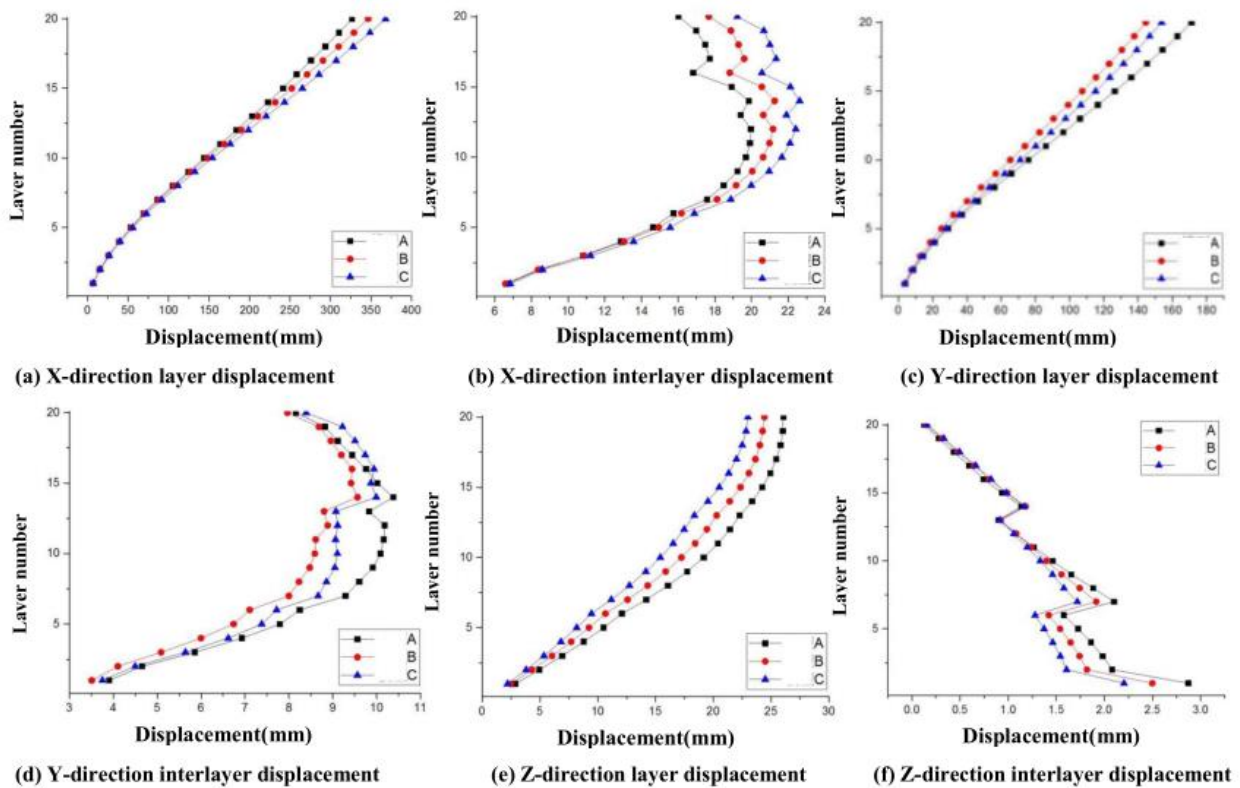 20
15
10
5
Laver number
A
B
C
0 50 100 150 200 250 300 350 400
Displacement(mm)
(a) X-direction layer displacement
20
15
10
5
Laver number
A
B
C
6 8 10 12 14 16 18 20 22 24
Displacement(mm)
(b) X-direction interlayer displacement
20
5
0
5
Laver number
A
B
C
0 20 40 60 80 100 120 140 160 180
Displacement(mm)
(c) Y-direction layer displacement
20
15
10
5
Laver number
A
B
C
3 4 5 6 7 8 9 10 11
Displacement(mm)
(d) Y-direction interlayer displacement
20
15
10
5
Laver number
A
B
C
0 5 10 15 20 25 30
Displacement(mm)
(e) Z-direction layer displacement
20
15
10
5
Laver number
A
B
C
0.0 0.5 1.0 1.5 2.0 2.5 3.0
Displacement(mm)
(f) Z-direction interlayer displacement